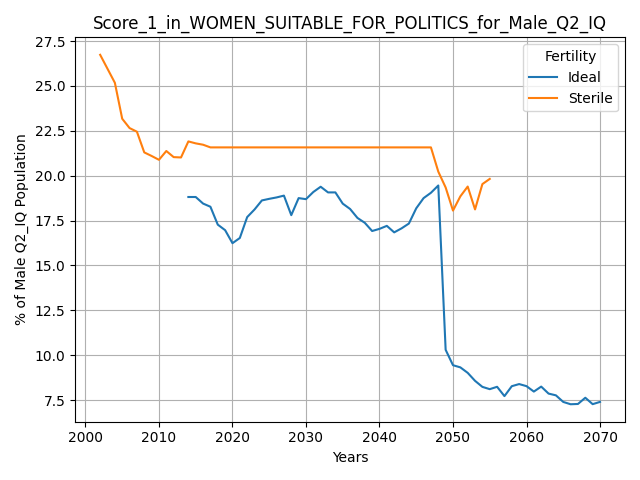 Score_1_in_WOMEN_SUITABLE_FOR_POLITICS_for_Male_Q2_IQ
27.5
25.0
22.5
20.0
17.5
15.0
12.5
10.0
7.5
% of Male Q2_IQ Population
Fertility
Ideal
Sterile
2000 2010 2020 2030 2040 2050 2060 2070
Years